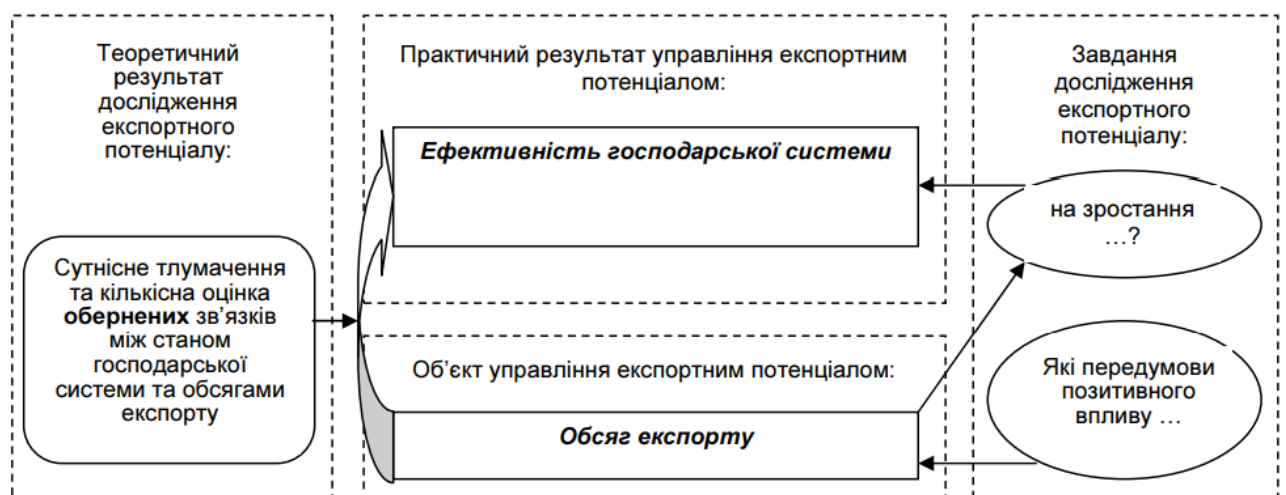 Теоретичний
результат
дослідження
експортного
потенціалу:
Сутнісне тлумачення
та кількісна оцінка
обернених зв’язків
між станом
господарської
системи та обсягами
експорту
Практичний результат управління експортним
потенціалом:
Ефективність господарської системи
Об’єкт управління експортним потенціалом:
Обсяг експорту
Завдання
дослідження
експортного
потенціалу:
на зростання
…?
Які передумови
позитивного
впливу …